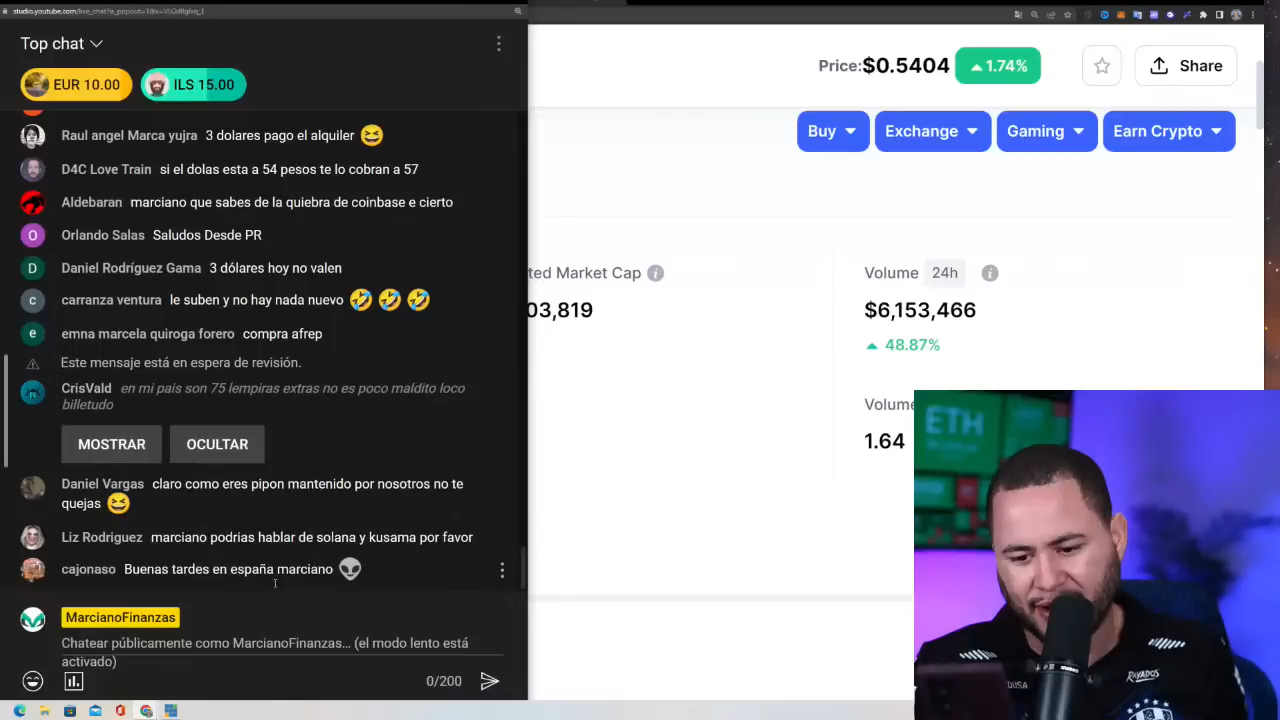 studio.youtube.com/live_chat?is_popout=1&v=
Top chat
EUR 10.00
ILS 15.00
Raul angel Marca yujra 3 dolares pago el alquiler 😆
D4C Love Train si el dolas esta a 54 pesos te lo cobran a 57
Aldebaran marciano que sabes de la quiebra de coinbase e cierto
O
Orlando Salas Saludos Desde PR
D
Daniel Rodríguez Gama 3 dólares hoy no valen
c
carranza ventura le suben y no hay nada nuevo 🤣 🤣 🤣
e
emna marcela quiroga forero compra afrep
Este mensaje está en espera de revisión.
CrisVald en mi pais son 75 lempiras extras no es poco maldito loco
billetudo
MOSTRAR OCULTAR
Daniel Vargas claro como eres pipon mantenido por nosotros no te
quejas 😆
Liz Rodriguez marciano podrias hablar de solana y kusama por favor
cajonaso Buenas tardes en españa marciano 👽
MarcianoFinanzas
Chatear públicamente como MarcianoFinanzas... (el modo lento está
activado)
0/200
Price: $0.5404 1.74% Share
Buy Exchange Gaming Earn Crypto
ted Market Cap
03,819
Volume 24h
$6,153,466
48.87%
Volume
1.64
ETH
RAYADOS